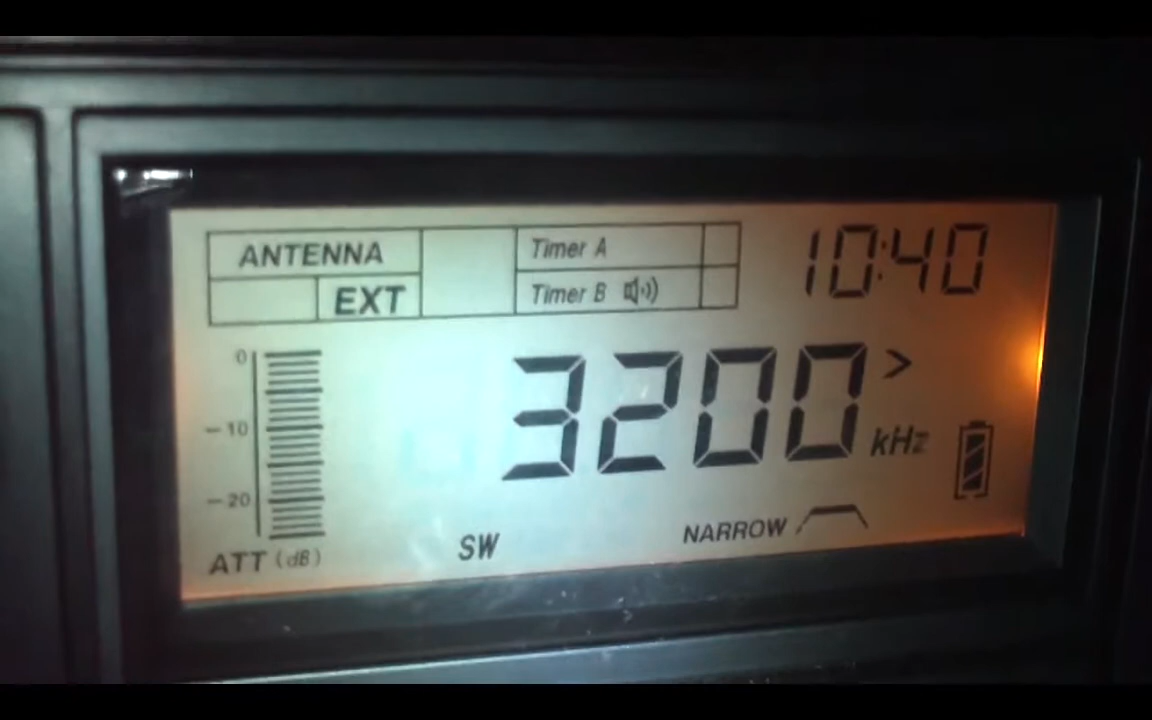 ANTENNA
EXT
Timer A
Timer B
10:40
0
-10
-20
ATT (dB)
3200 >
kHz
SW
NARROW